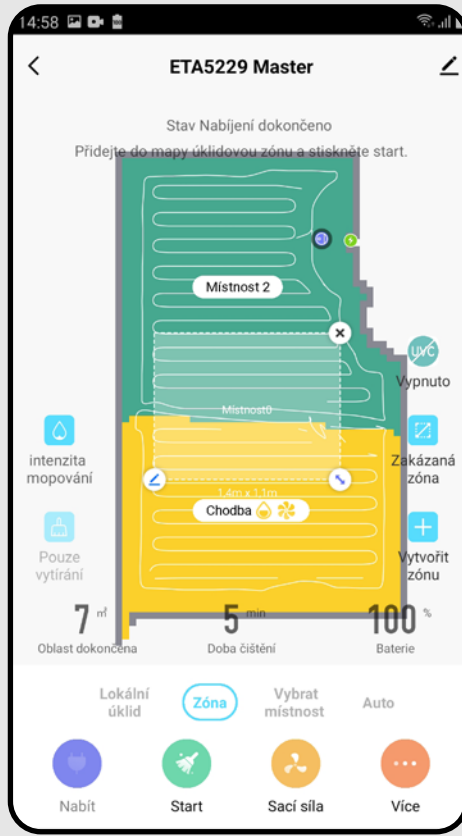 14:58
ETA5229 Master
Stav Nabíjení dokončeno
Přidejte do mapy úklidovou zónu a stiskněte start.
Místnost 2
UVC
Vypnuto
Místnost0
intenzita
mopování
Zakázaná
zóna
1.4m x 1.1m
Chodba
Pouze
vytírání
Vytvořit
zónu
7 ㎡
5 min
100 %
Oblast dokončena
Doba čištění
Baterie
Lokální
úklid
Zóna
Vybrat
místnost
Auto
Nabít
Start
Sací síla
Více